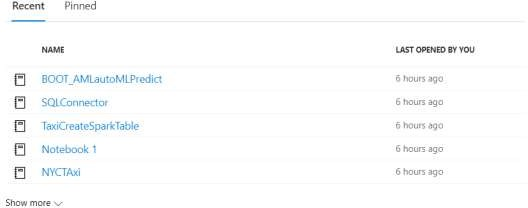 Recent Pinned
NAME LAST OPENED BY YOU
BOOT_AMLautoMLPredict 6 hours ago
SQLConnector 6 hours ago
TaxiCreateSparkTable 6 hours ago
Notebook 1 6 hours ago
NYCTAxi 6 hours ago
Show more